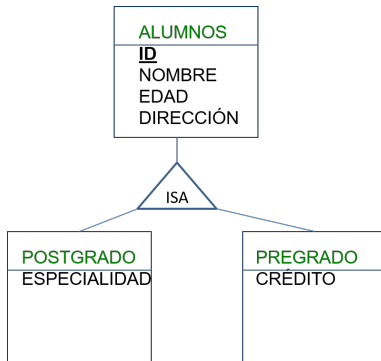 ALUMNOS
ID
NOMBRE
EDAD
DIRECCIÓN
ISA
POSTGRADO
ESPECIALIDAD
PREGRADO
CRÉDITO